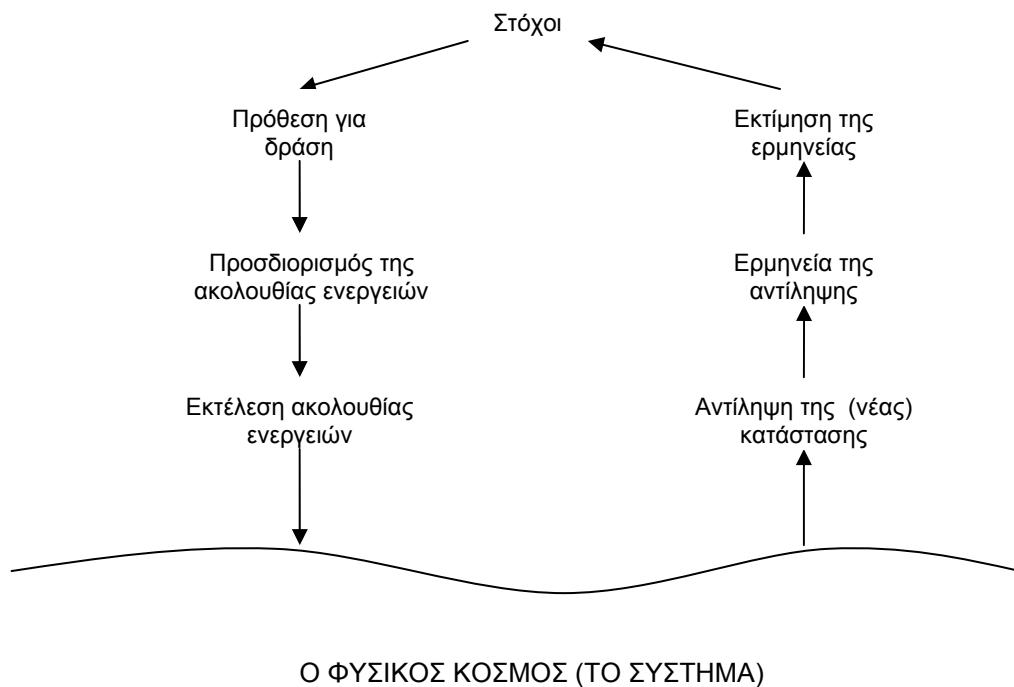 Στόχοι
Πρόθεση για
δράση
Εκτίμηση της
ερμηνείας
Προσδιορισμός της
ακολουθίας ενεργειών
Ερμηνεία της
αντίληψης
Εκτέλεση ακολουθίας
ενεργειών
Αντίληψη της (νέας)
κατάστασης
Ο ΦΥΣΙΚΟΣ ΚΟΣΜΟΣ (ΤΟ ΣΥΣΤΗΜΑ)